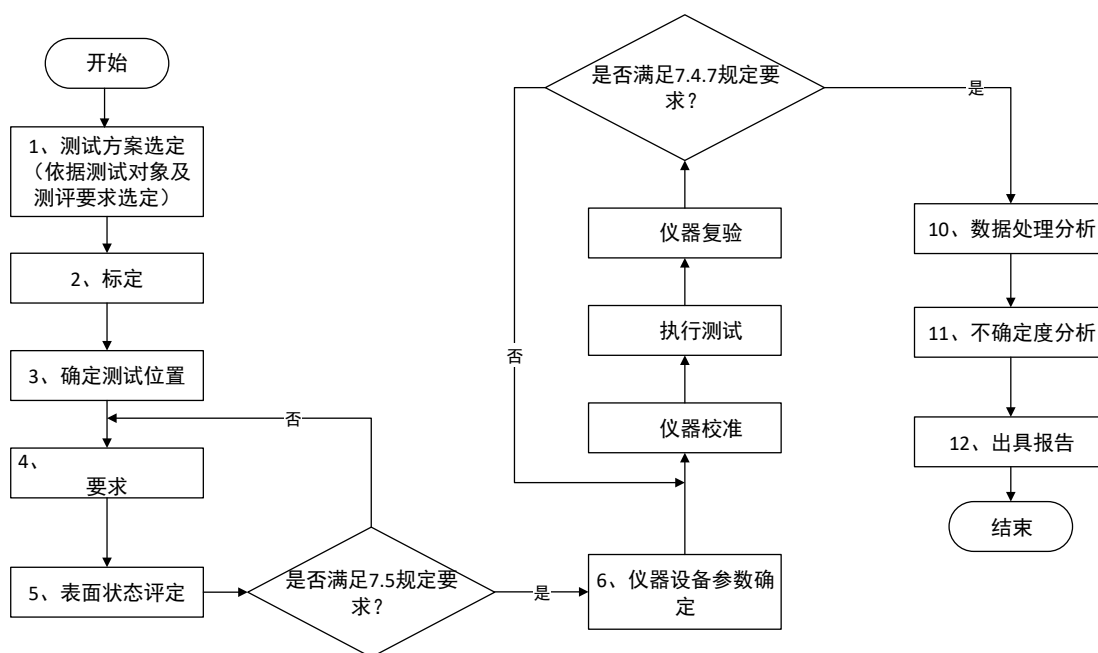 开始
1、测试方案选定
（依据测试对象及
测评要求选定）
2、标定
3、确定测试位置
否
4、
要求
5、表面状态评定
是否满足7.5规定要
求？
是
6、仪器设备参数确
定
仪器校准
执行测试
仪器复验
是否满足7.4.7规定要
求？
否
是
10、数据处理分析
11、不确定度分析
12、出具报告
结束